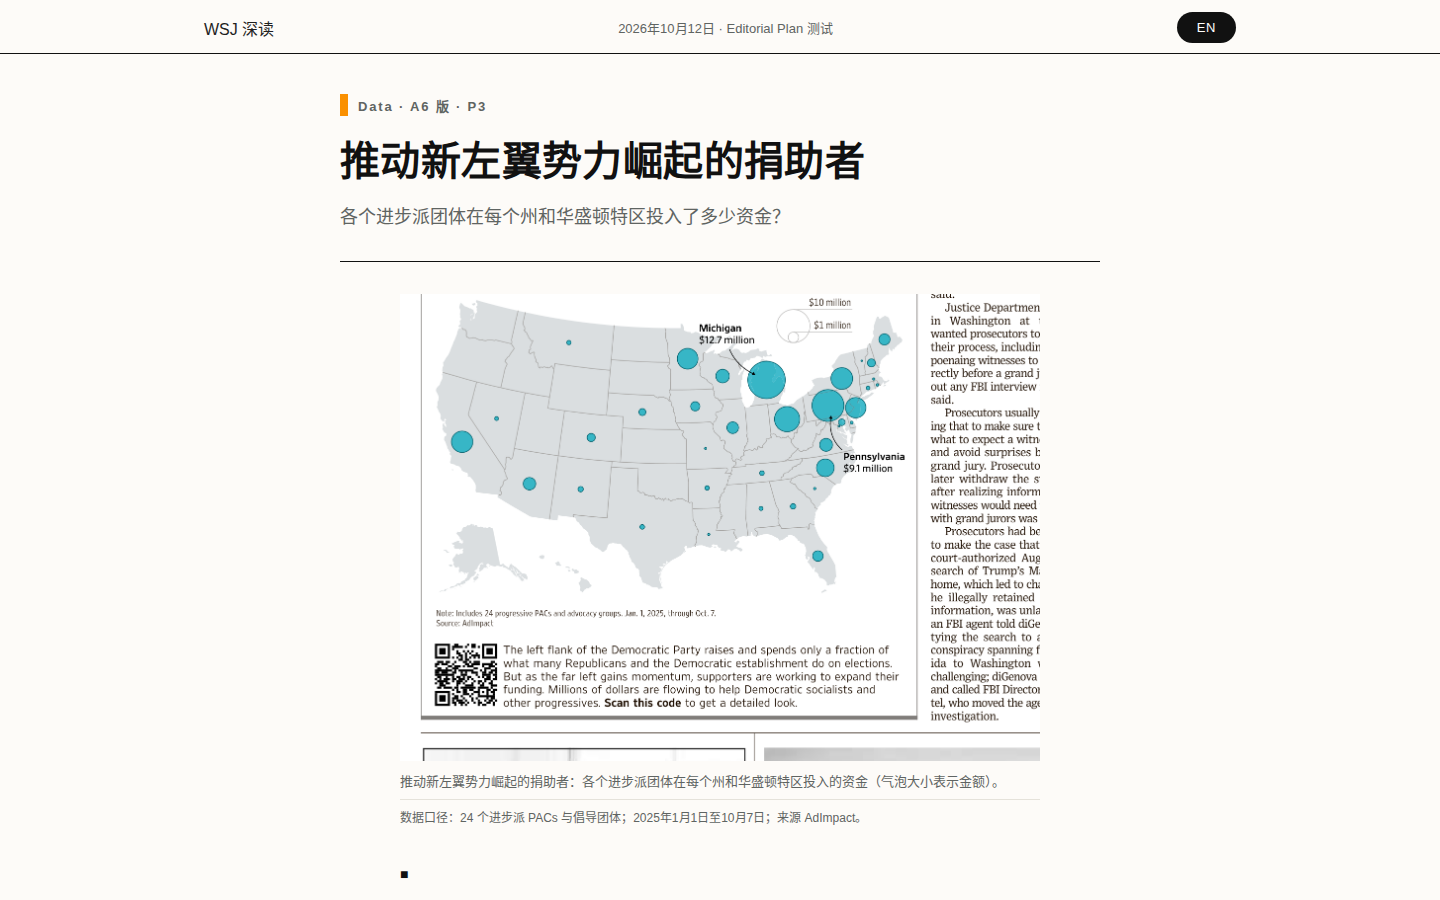 WSJ 深读
2026年10月12日 · Editorial Plan 测试
EN
Data · A6 版 · P3
推动新左翼势力崛起的捐助者
各个进步派团体在每个州和华盛顿特区投入了多少资金？
$10 million
$1 million
Michigan
$12.7 million
Pennsylvania
$9.1 million
Note: Includes 24 progressive PACs and advocacy groups. Jan. 1, 2025, through Oct. 7.
Source: AdImpact
The left flank of the Democratic Party raises and spends only a fraction of
what many Republicans and the Democratic establishment do on elections.
But as the far left gains momentum, supporters are working to expand their
funding. Millions of dollars are flowing to help Democratic socialists and
other progressives. Scan this code to get a detailed look.
said.
Justice Departmen
in Washington at
wanted prosecutors to
their process, includin
poenaing witnesses to
rectly before a grand j
out any FBI interview
said.
Prosecutors usually
ing that to make sure t
what to expect a witn
and avoid surprises b
grand jury. Prosecuto
later withdraw the s
after realizing inform
witnesses would need
with grand jurors was
Prosecutors had be
to make the case that
court-authorized Aug
search of Trump's Ma
home, which led to cha
he illegally retained
information, was unla
an FBI agent told diGe
tying the search to a
conspiracy spanning f
ida to Washington w
challenging; diGenova
and called FBI Director
tel, who moved the age
investigation.
推动新左翼势力崛起的捐助者：各个进步派团体在每个州和华盛顿特区投入的资金（气泡大小表示金额）。
数据口径：24 个进步派 PACs 与倡导团体；2025年1月1日至10月7日；来源 AdImpact。